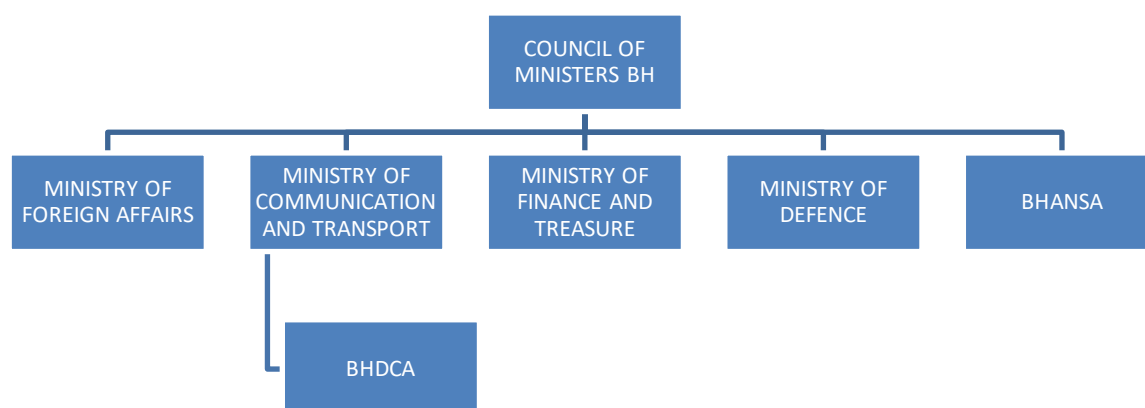 COUNCIL OF
MINISTERS BH
MINISTRY OF
FOREIGN AFFAIRS
MINISTRY OF
COMMUNICATION
AND TRANSPORT
MINISTRY OF
FINANCE AND
TREASURE
MINISTRY OF
DEFENCE
BHANSA
BHDCA